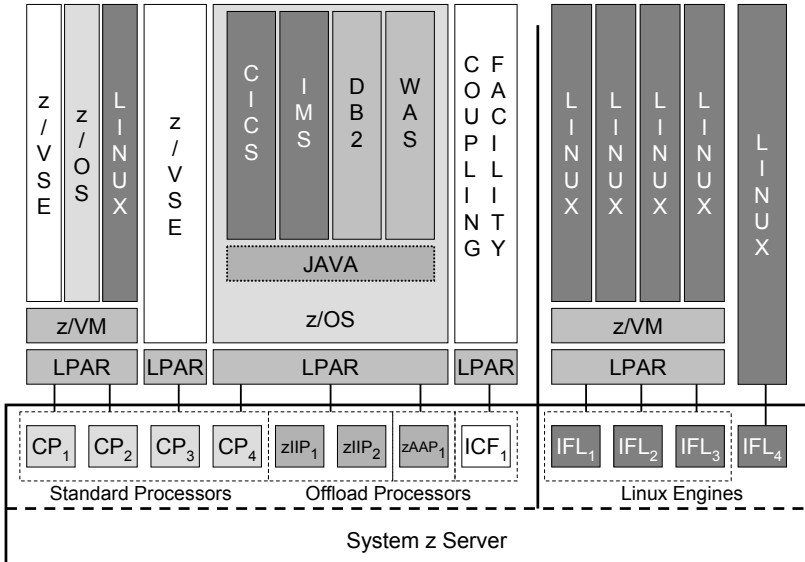 z/VSE
z/OS
LINUX
z/VSE
CICS
IMS
DB2
WAS
COUPLING
FACILITY
LINUX
LINUX
LINUX
LINUX
LINUX
JAVA
z/VM
z/OS
z/VM
LPAR
LPAR
LPAR
LPAR
LPAR
CP1
CP2
CP3
CP4
zIIP1
zIIP2
zAAP1
ICF1
IFL1
IFL2
IFL3
IFL4
Standard Processors
Offload Processors
Linux Engines
System z Server